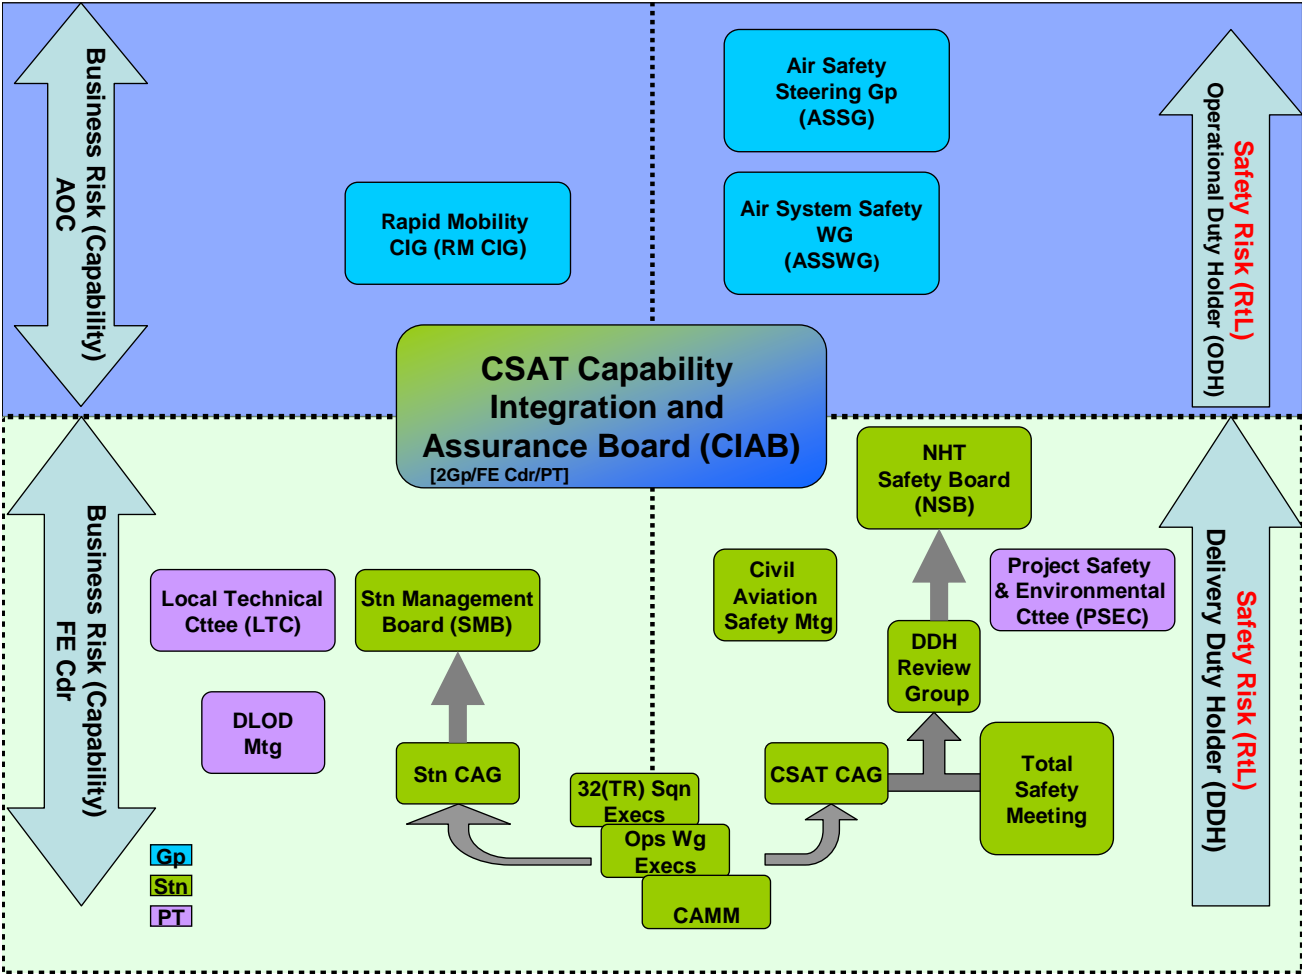 Business Risk (Capability)
AOC
Air Safety
Steering Gp
(ASSG)
Rapid Mobility
CIG (RM CIG)
Air System Safety
WG
(ASSWG)
Safety Risk (RtL)
Operational Duty Holder (ODH)
CSAT Capability
Integration and
Assurance Board (CIAB)
[2Gp/FE Cdr/PT]
Business Risk (Capability)
FE Cdr
Local Technical
Cttee (LTC)
Stn Management
Board (SMB)
DLOD
Mtg
Stn CAG
32(TR) Sqn
Execs
Ops Wg
Execs
CAMM
NHT
Safety Board
(NSB)
Civil
Aviation
Safety Mtg
Project Safety
& Environmental
Cttee (PSEC)
DDH
Review
Group
CSAT CAG
Total
Safety
Meeting
Safety Risk (RtL)
Delivery Duty Holder (DDH)
Gp
Stn
PT